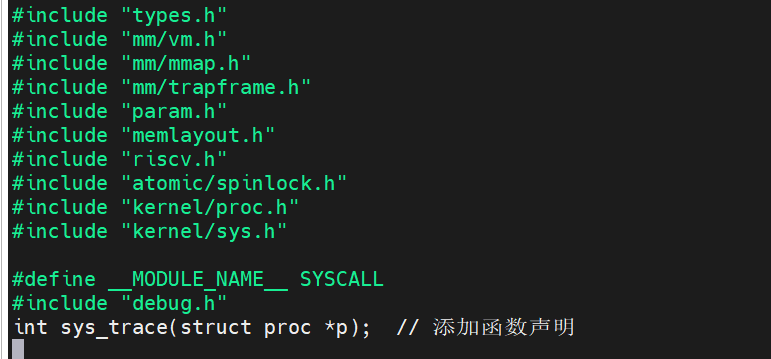 #include "types.h"
#include "mm/vm.h"
#include "mm/mmap.h"
#include "mm/trapframe.h"
#include "param.h"
#include "memlayout.h"
#include "riscv.h"
#include "atomic/spinlock.h"
#include "kernel/proc.h"
#include "kernel/sys.h"

#define __MODULE_NAME__ SYSCALL
#include "debug.h"
int sys_trace(struct proc *p);  // 添加函数声明